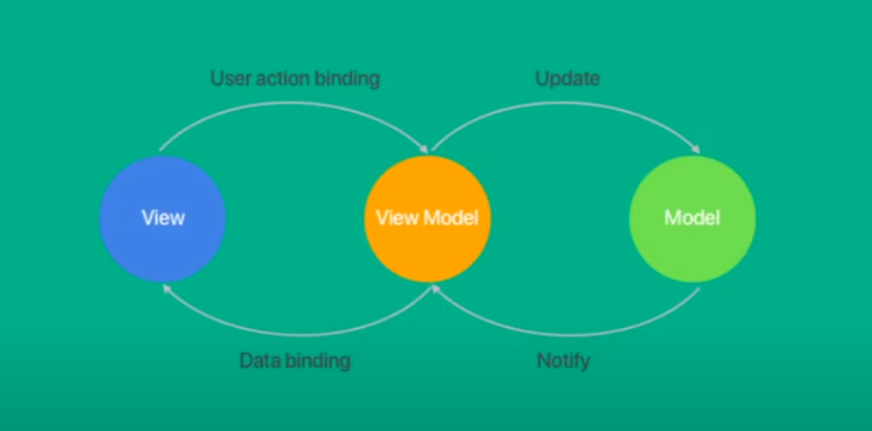 User action binding
Update
View
View Model
Model
Data binding
Notify